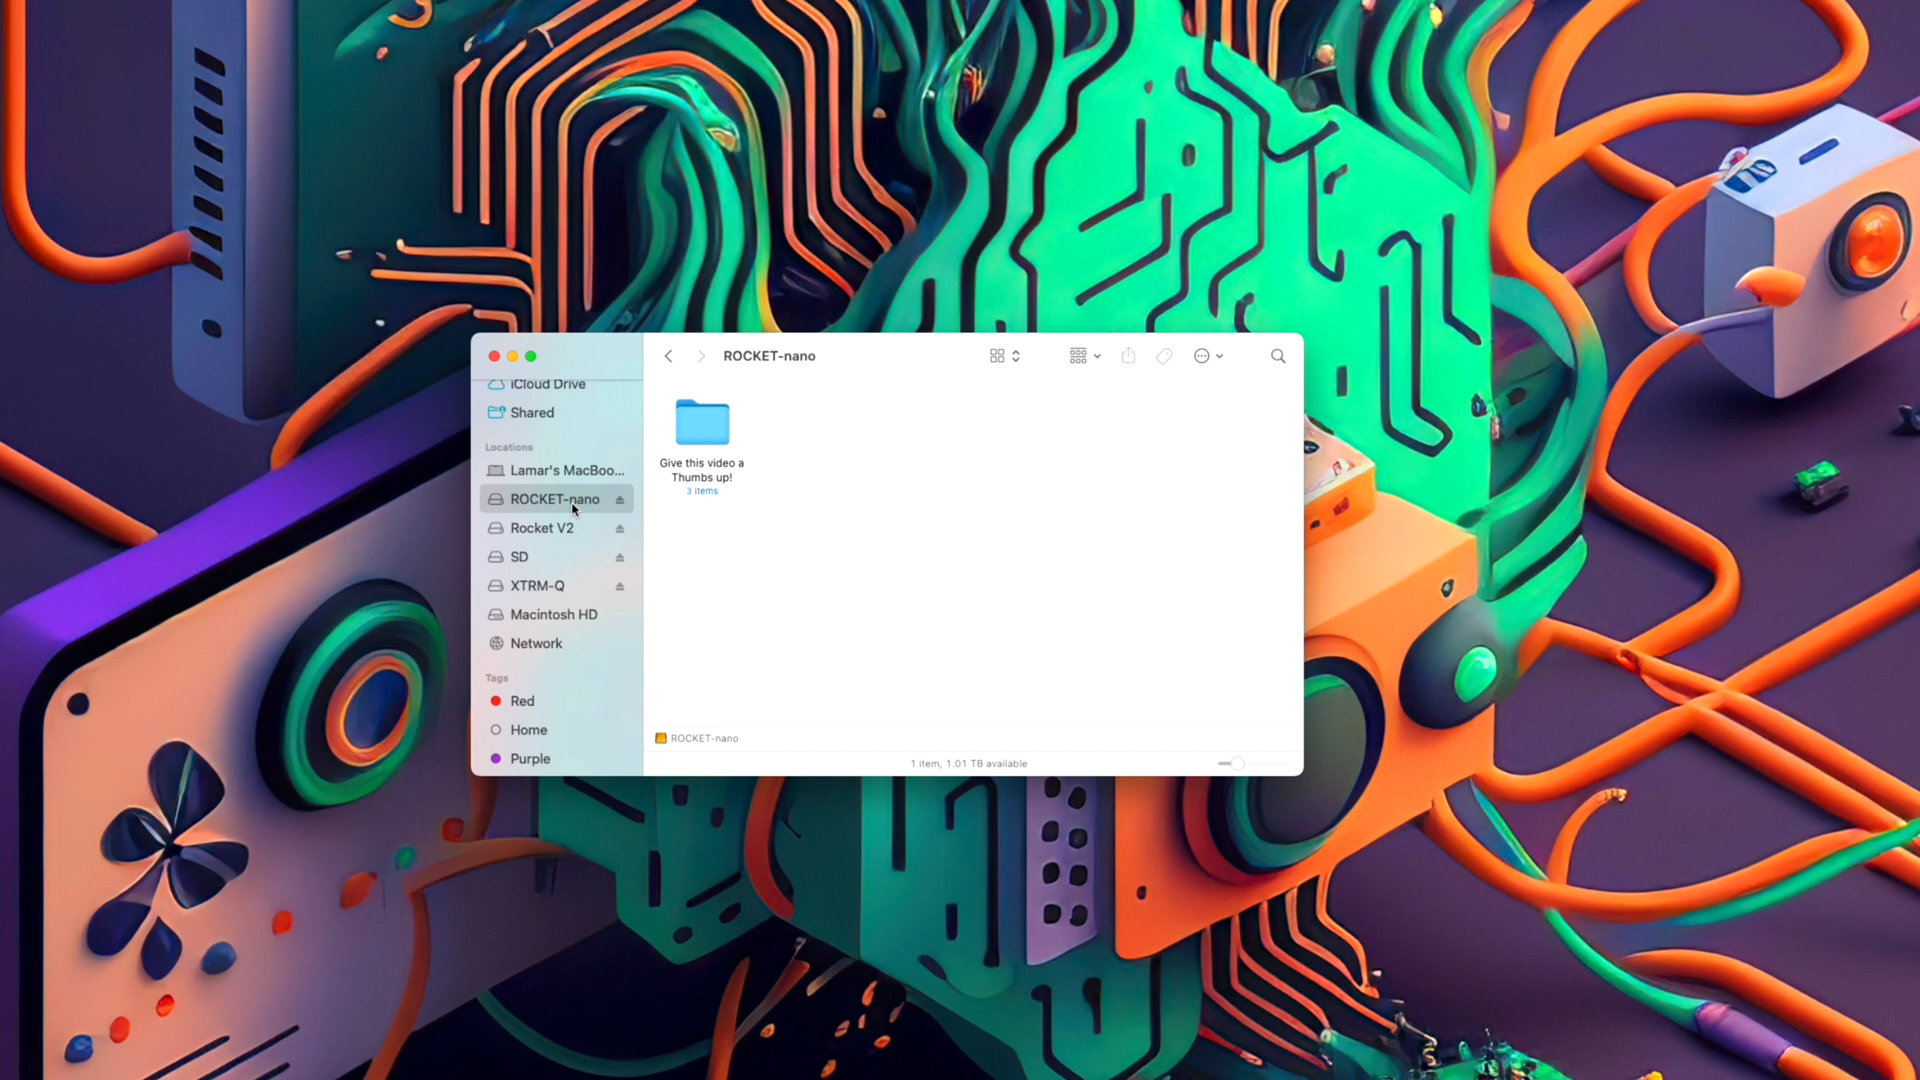 ROCKET-nano
iCloud Drive
Shared
Locations
Lamar's MacBoo...
ROCKET-nano
Rocket V2
SD
XTRM-Q
Macintosh HD
Network
Tags
Red
Home
Purple
Give this video a
Thumbs up!
3 items
ROCKET-nano
1 item, 1.01 TB available